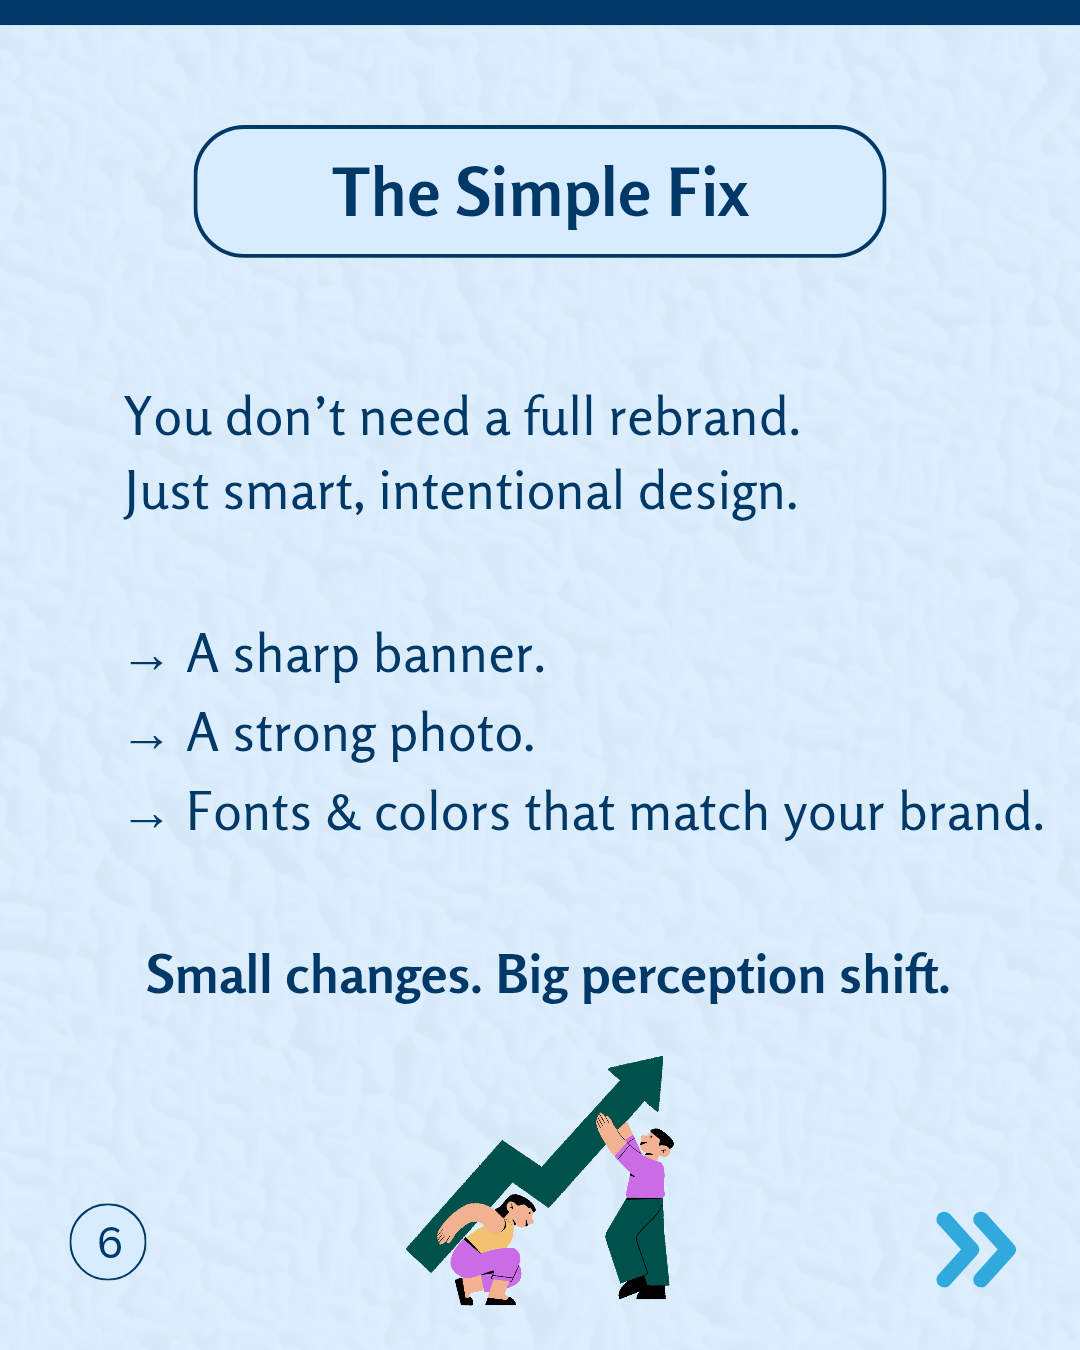 The Simple Fix
You don’t need a full rebrand.
Just smart, intentional design.
→ A sharp banner.
→ A strong photo.
→ Fonts & colors that match your brand.
Small changes. Big perception shift.
6